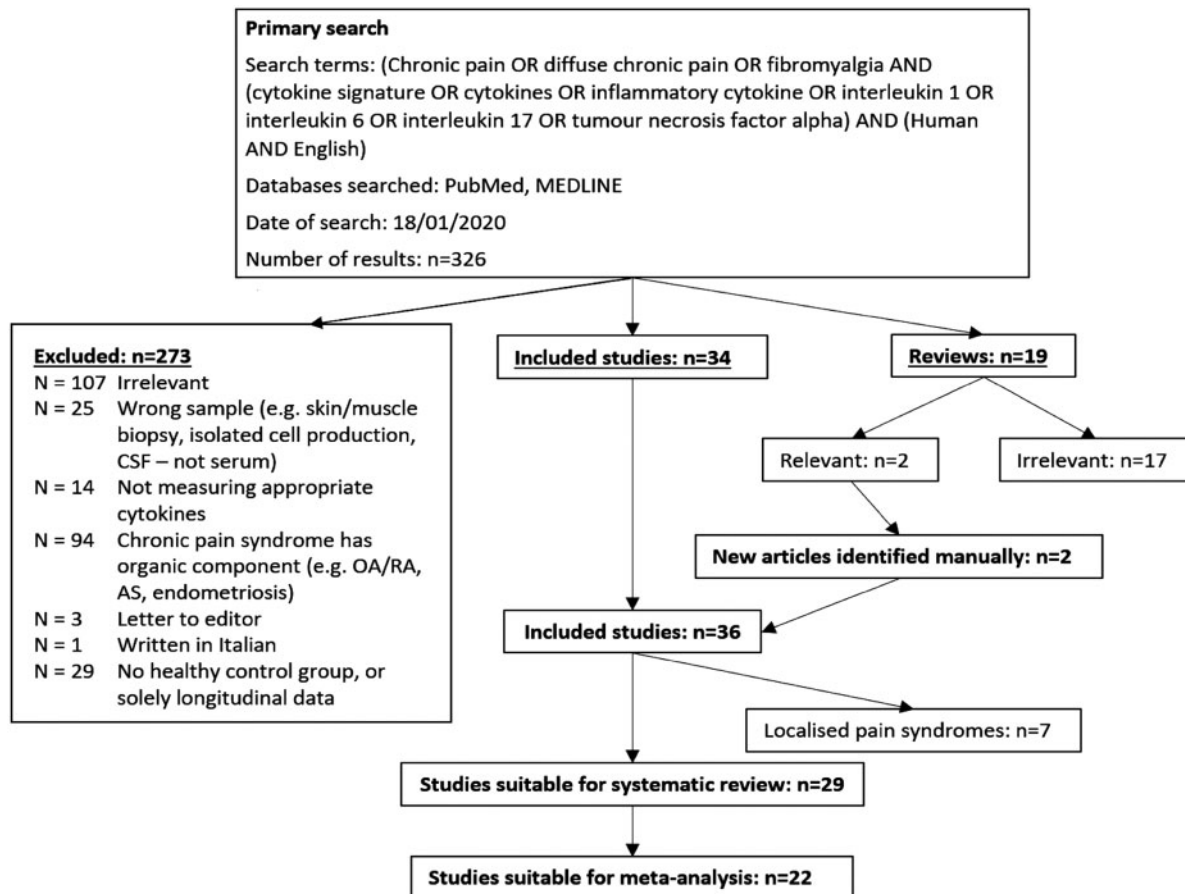 Primary search
Search terms: (Chronic pain OR diffuse chronic pain OR fibromyalgia AND
(cytokine signature OR cytokines OR inflammatory cytokine OR interleukin 1 OR
interleukin 6 OR interleukin 17 OR tumour necrosis factor alpha) AND (Human
AND English)
Databases searched: PubMed, MEDLINE
Date of search: 18/01/2020
Number of results: n=326
Excluded: n=273
N = 107 Irrelevant
N = 25 Wrong sample (e.g. skin/muscle
biopsy, isolated cell production,
CSF – not serum)
N = 14 Not measuring appropriate
cytokines
N = 94 Chronic pain syndrome has
organic component (e.g. OA/RA,
AS, endometriosis)
N = 3 Letter to editor
N = 1 Written in Italian
N = 29 No healthy control group, or
solely longitudinal data
Included studies: n=34
Reviews: n=19
Relevant: n=2
Irrelevant: n=17
New articles identified manually: n=2
Included studies: n=36
Localised pain syndromes: n=7
Studies suitable for systematic review: n=29
Studies suitable for meta-analysis: n=22